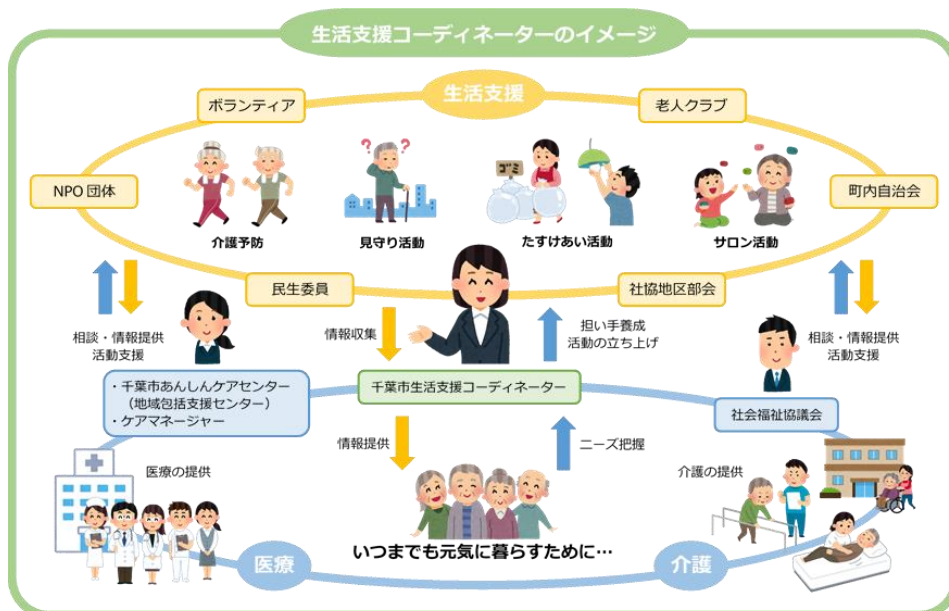 生活支援コーディネーターのイメージ
生活支援
ボランティア
老人クラブ
NPO 団体
町内自治会
ゴミ
介護予防
見守り活動
たすけあい活動
サロン活動
民生委員
社協地区部会
相談・情報提供
活動支援
情報収集
担い手養成
活動の立ち上げ
相談・情報提供
活動支援
・千葉市あんしんケアセンター
（地域包括支援センター）
・ケアマネージャー
千葉市生活支援コーディネーター
社会福祉協議会
医療の提供
情報提供
ニーズ把握
介護の提供
いつまでも元気に暮らすために…
医療
介護